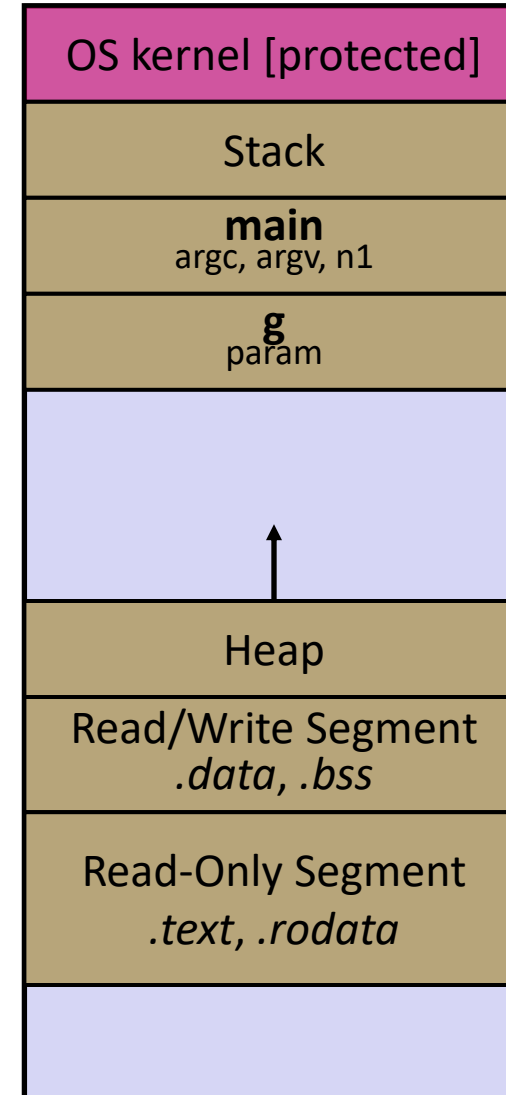 OS kernel [protected]
Stack
main
argc, argv, n1
g
param
Heap
Read/Write Segment
.data, .bss
Read-Only Segment
.text, .rodata